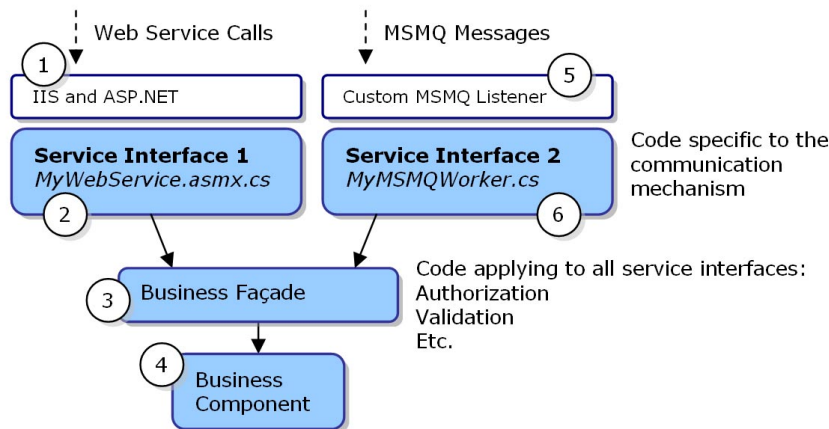 Web Service Calls
MSMQ Messages
1
5
IIS and ASP.NET
Custom MSMQ Listener
Service Interface 1
MyWebService.asmx.cs
Service Interface 2
MyMSMQWorker.cs
Code specific to the
communication
mechanism
2
6
3
Business Façade
Code applying to all service interfaces:
Authorization
Validation
Etc.
4
Business
Component